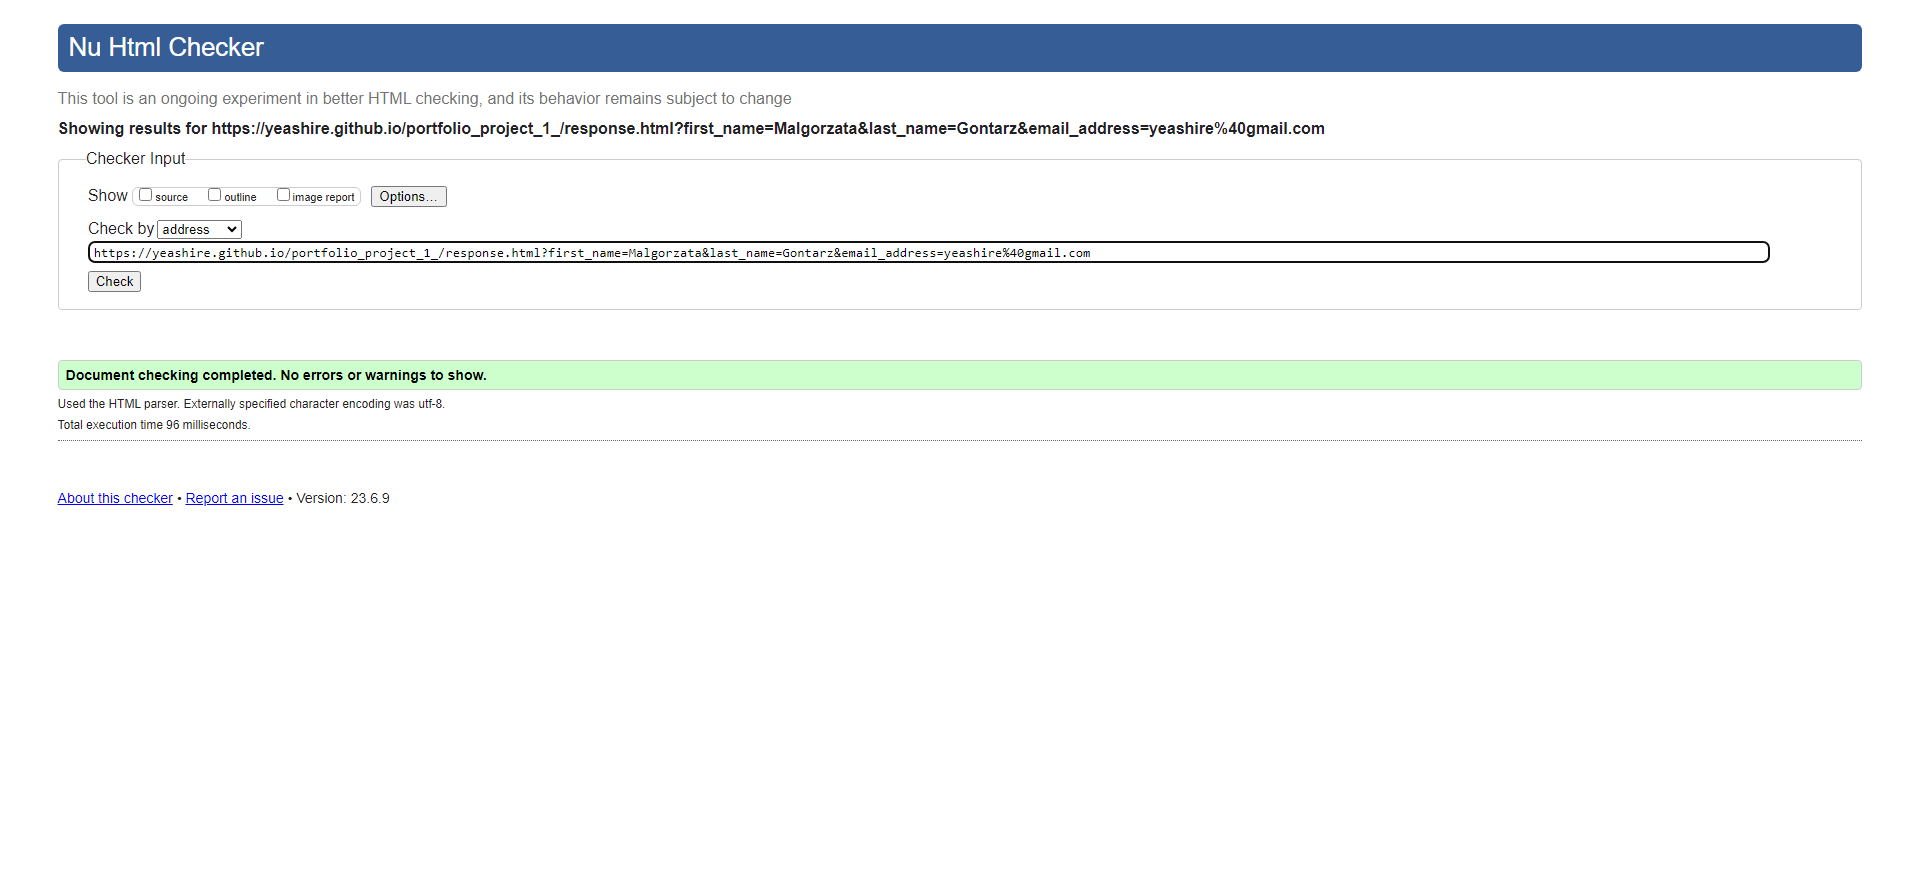 Nu Html Checker
This tool is an ongoing experiment in better HTML checking, and its behavior remains subject to change
Showing results for https://yeashire.github.io/portfolio_project_1_/response.html?first_name=Malgorzata&last_name=Gontarz&email_address=yeashire%40gmail.com
Checker Input
Show source outline image report Options...
Check by address
https://yeashire.github.io/portfolio_project_1_/response.html?first_name=Malgorzata&last_name=Gontarz&email_address=yeashire%40gmail.com
Check
Document checking completed. No errors or warnings to show.
Used the HTML parser. Externally specified character encoding was utf-8.
Total execution time 96 milliseconds.
About this checker • Report an issue • Version: 23.6.9